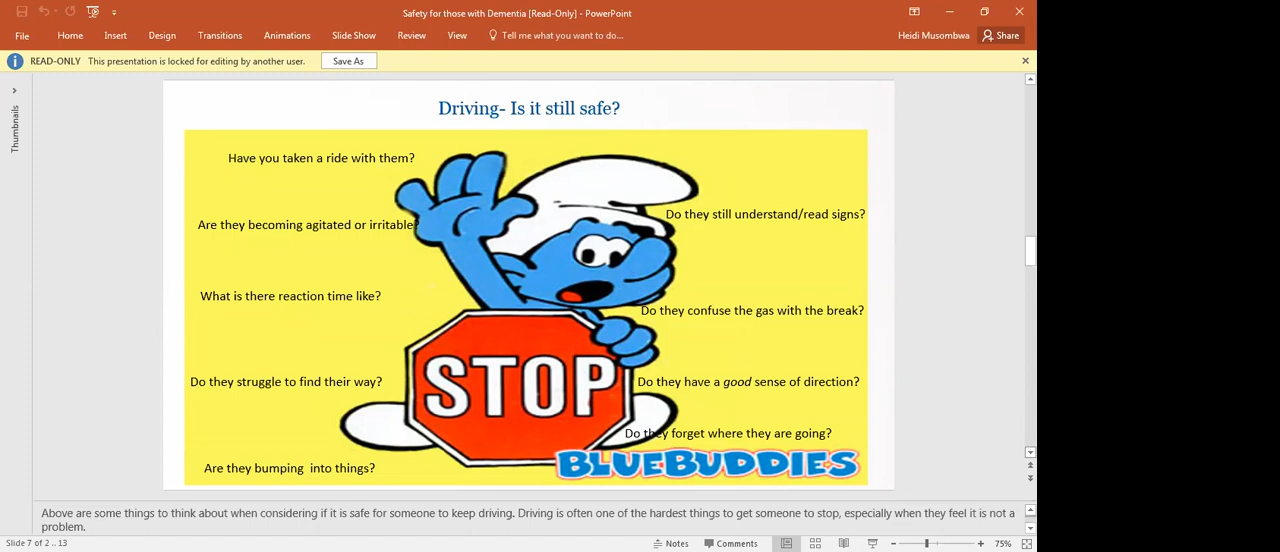 Safety for those with Dementia [Read-Only] - PowerPoint
File Home Insert Design Transitions Animations Slide Show Review View Tell me what you want to do... Heidi Musombwa Share
READ-ONLY This presentation is locked for editing by another user. Save As
Thumbnails
Driving- Is it still safe?
Have you taken a ride with them?
Are they becoming agitated or irritable?
What is there reaction time like?
Do they struggle to find their way?
Are they bumping  into things?
Do they still understand/read signs?
Do they confuse the gas with the break?
Do they have a good sense of direction?
Do they forget where they are going?
STOP
BLUEBUDDIES
Above are some things to think about when considering if it is safe for someone to keep driving. Driving is often one of the hardest things to get someone to stop, especially when they feel it is not a
problem.
Slide 7 of 2 .. 13 Notes Comments 75%